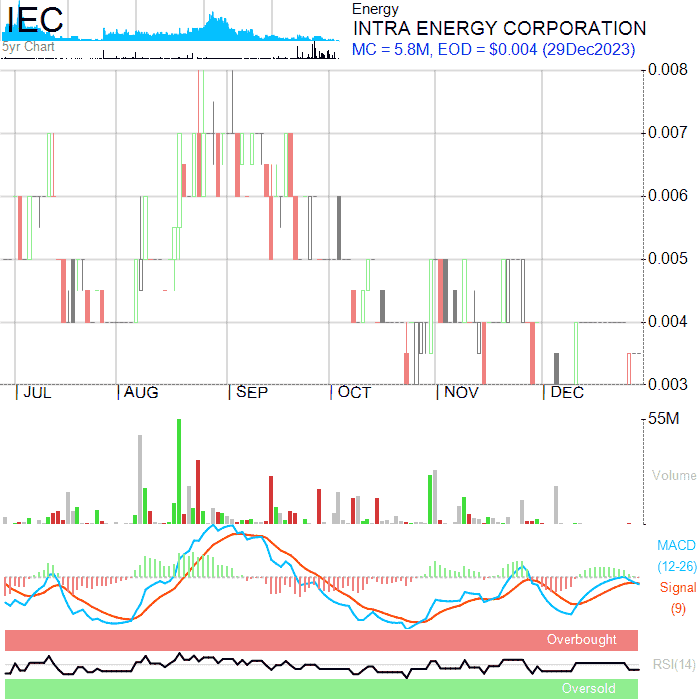 IEC
5yr Chart
Energy
INTRA ENERGY CORPORATION
MC = 5.8M, EOD = $0.004 (29Dec2023)
0.008
0.007
0.006
0.005
0.004
0.003
JUL AUG SEP OCT NOV DEC
55M
Volume
MACD
(12-26)
Signal
(9)
Overbought
RSI(14)
Oversold